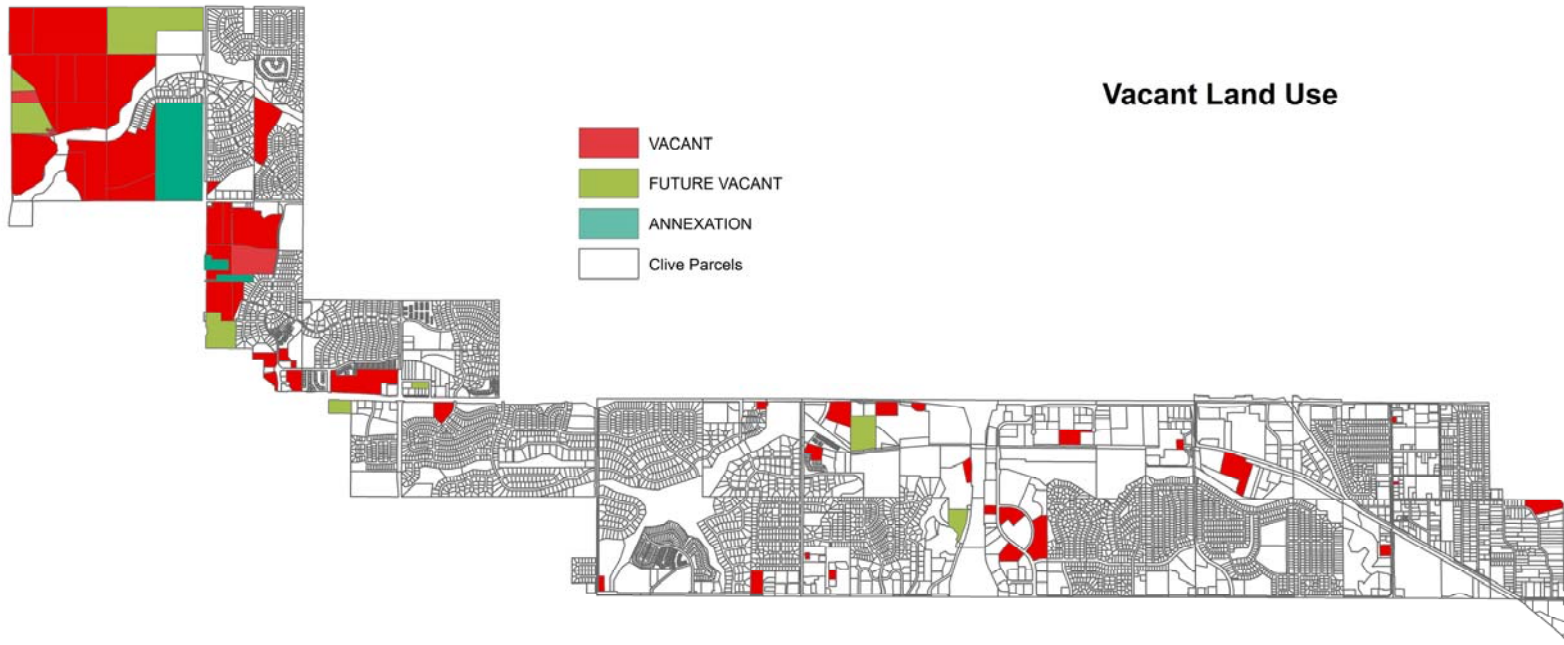 Vacant Land Use
VACANT
FUTURE VACANT
ANNEXATION
Clive Parcels